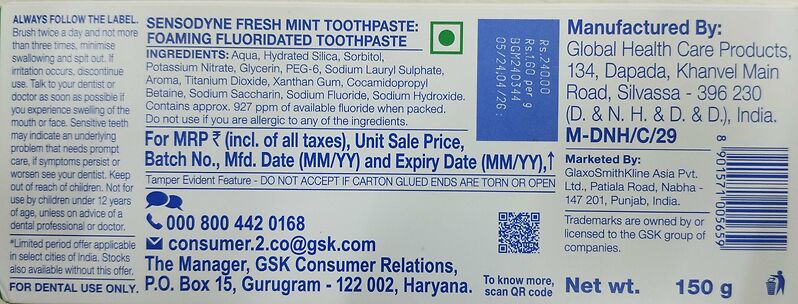 ALWAYS FOLLOW THE LABEL.
Brush twice a day and not more
than three times, minimise
swallowing and spit out. If
irritation occurs, discontinue
use. Talk to your dentist or
doctor as soon as possible if
you experience swelling of the
mouth or face. Sensitive teeth
may indicate an underlying
problem that needs prompt
care, if symptoms persist or
worsen see your dentist. Keep
out of reach of children. Not for
use by children under 12 years
of age, unless on advice of a
dental professional or doctor.
*Limited period offer applicable
in select cities of India. Stocks
also available without this offer.
FOR DENTAL USE ONLY.
SENSODYNE FRESH MINT TOOTHPASTE:
FOAMING FLUORIDATED TOOTHPASTE
INGREDIENTS: Aqua, Hydrated Silica, Sorbitol,
Potassium Nitrate, Glycerin, PEG-6, Sodium Lauryl Sulphate,
Aroma, Titanium Dioxide, Xanthan Gum, Cocamidopropyl
Betaine, Sodium Saccharin, Sodium Fluoride, Sodium Hydroxide.
Contains approx. 927 ppm of available fluoride when packed.
Do not use if you are allergic to any of the ingredients.
For MRP ₹ (incl. of all taxes), Unit Sale Price,
Batch No., Mfd. Date (MM/YY) and Expiry Date (MM/YY),↑
Tamper Evident Feature - DO NOT ACCEPT IF CARTON GLUED ENDS ARE TORN OR OPEN
000 800 442 0168
consumer.2.co@gsk.com
The Manager, GSK Consumer Relations,
P.O. Box 15, Gurugram - 122 002, Haryana.
To know more,
scan QR code
Rs.240.00
Rs.1.60 per g
BGM240344
05/24,04/26
Manufactured By:
Global Health Care Products,
134, Dapada, Khanvel Main
Road, Silvassa - 396 230
(D. & N. H. & D. & D.), India.
M-DNH/C/29
Marketed By:
GlaxoSmithKline Asia Pvt.
Ltd., Patiala Road, Nabha -
147 201, Punjab, India.
Trademarks are owned by or
licensed to the GSK group of
companies.
Net wt. 150 g
8 901571 005659